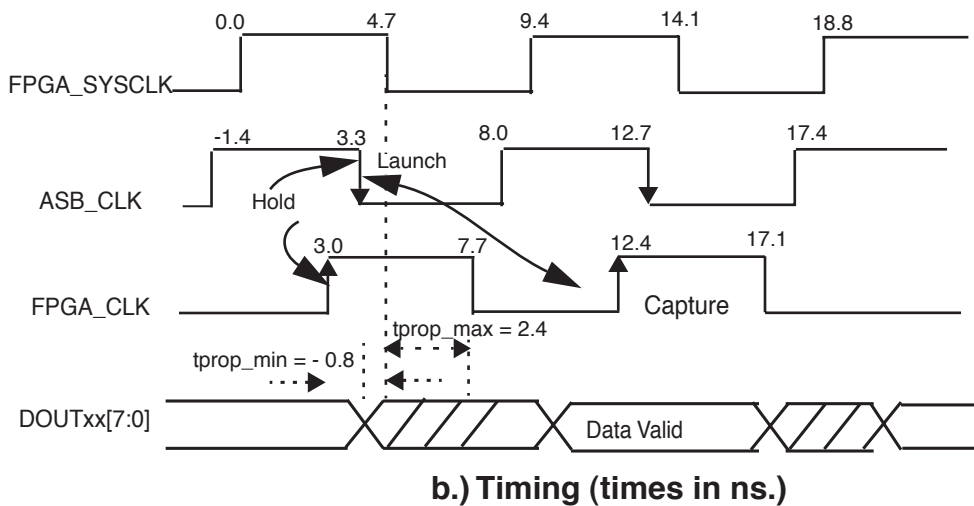 0.0 4.7 9.4 14.1 18.8
FPGA_SYSCLK
-1.4 3.3 8.0 12.7 17.4
Launch
ASB_CLK
Hold
3.0 7.7 12.4 17.1
FPGA_CLK
Capture
tprop_max = 2.4
tprop_min = - 0.8
DOUTxx[7:0]
Data Valid
b.) Timing (times in ns.)